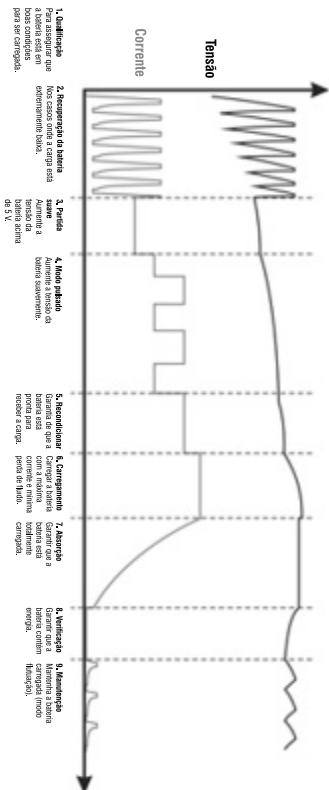 Tensão
Corrente
1. Qualificação
Para assegurar que
a bateria está em
boas condições
para ser carregada.
2. Recuperação da bateria
Nos casos onde a carga está
extremamente baixa.
3. Partida
suave
Aumente a
tensão da
bateria acima
de 5 V.
4. Modo pulsado
Aumente a tensão da
bateria suavemente.
5. Recondicionar
Garantia de que a
bateria está
pronta para
receber a carga.
6. Carregamento
Carregar a bateria
com a máxima
corrente e mínima
perda de fluido.
7. Absorção
Garantir que a
bateria está
totalmente
carregada.
8. Verificação
Garantir que a
bateria contém
energia.
9. Manutenção
Mantenha a bateria
carregada (modo
flutuação).